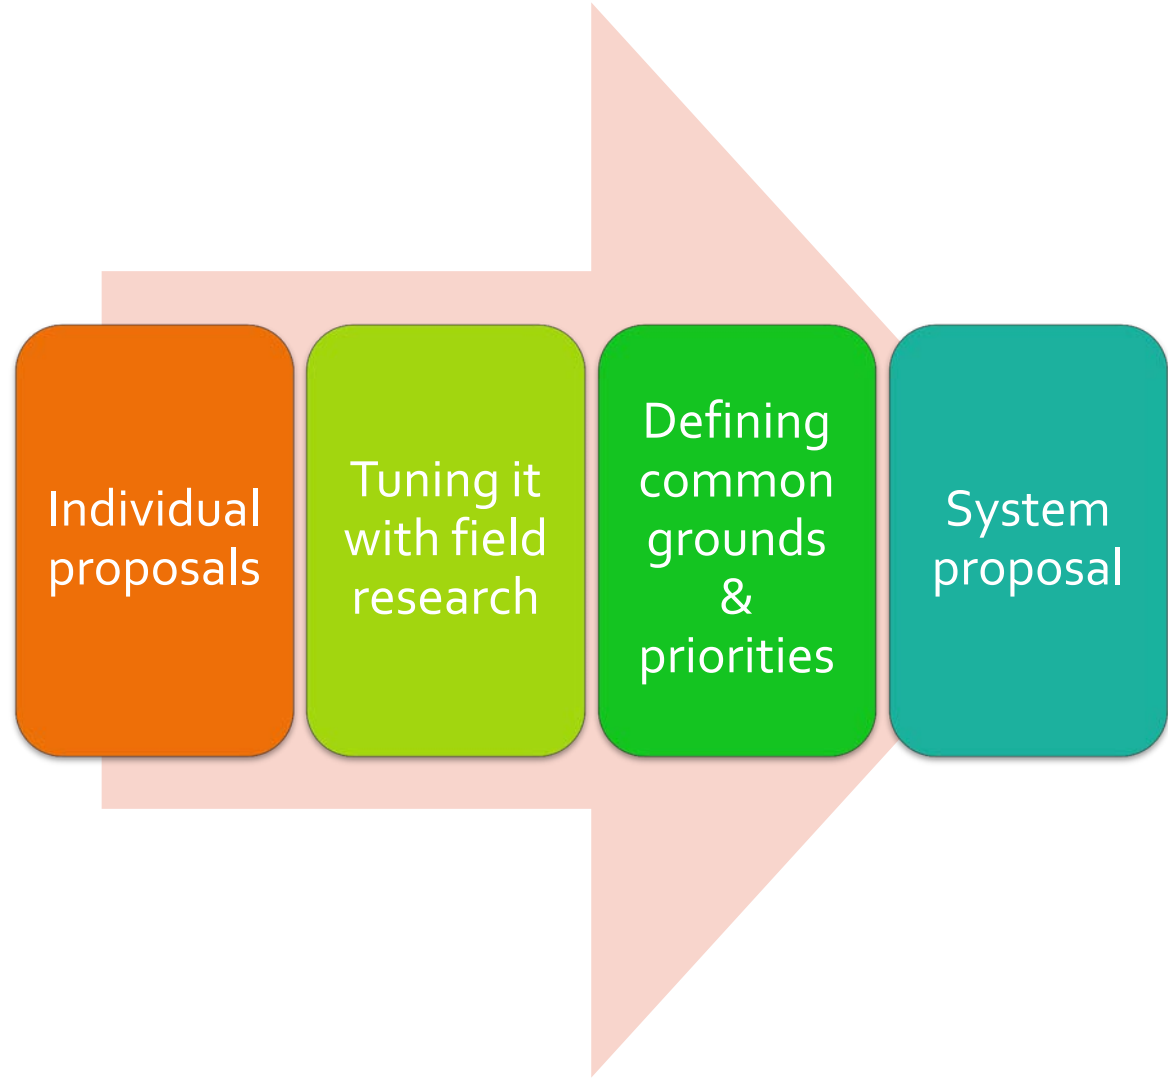 Individual
proposals
Tuning it
with field
research
Defining
common
grounds
&
priorities
System
proposal